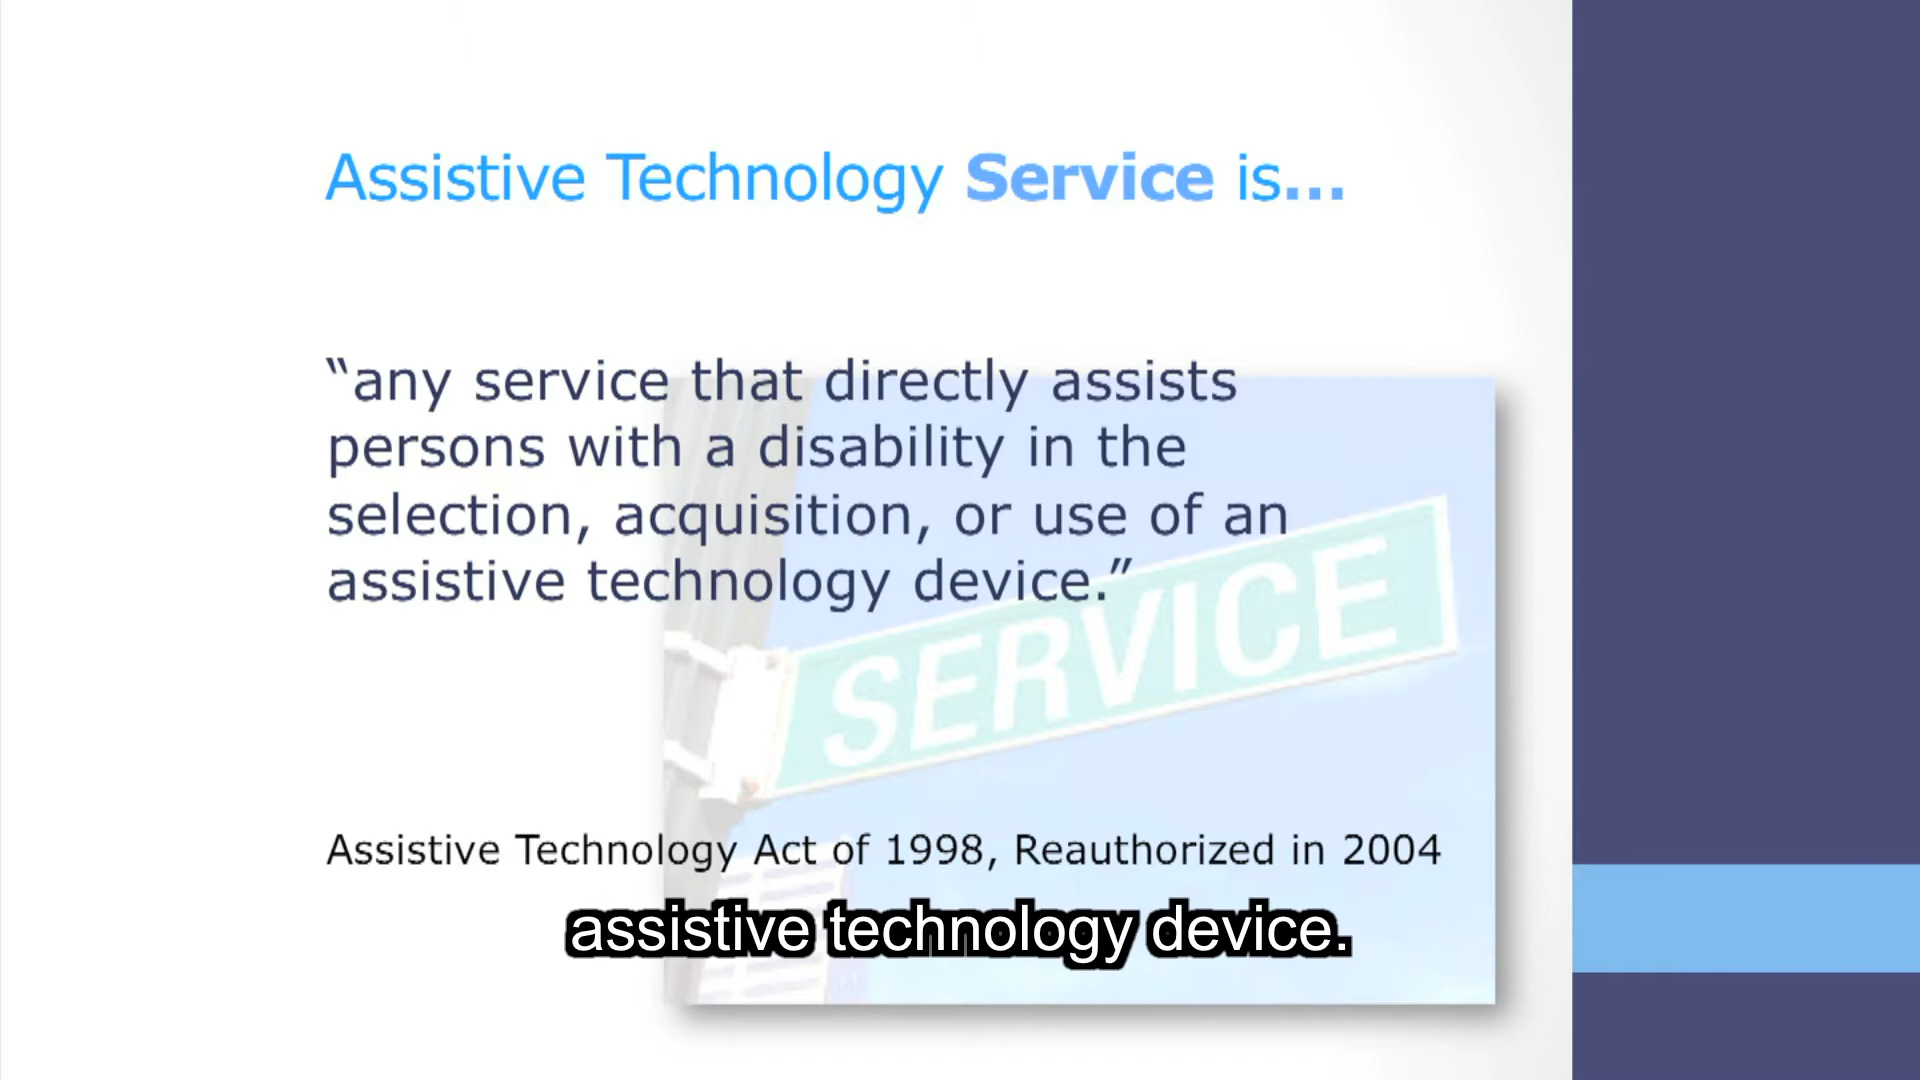 Assistive Technology Service is...
“any service that directly assists
persons with a disability in the
selection, acquisition, or use of an
assistive technology device.”
SERVICE
Assistive Technology Act of 1998, Reauthorized in 2004
assistive technology device.